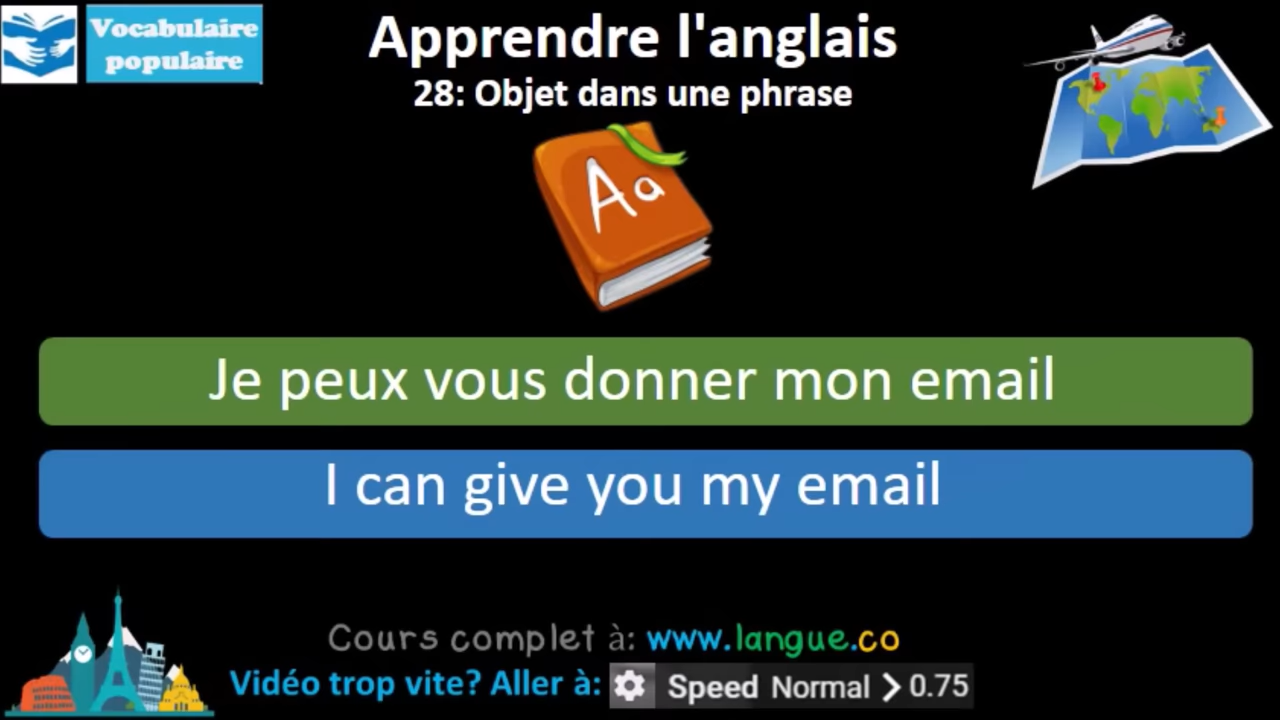 Vocabulaire
populaire
Apprendre l'anglais
28: Objet dans une phrase
Aa
Je peux vous donner mon email
I can give you my email
Cours complet à: www.langue.co
Vidéo trop vite? Aller à: Speed Normal > 0.75